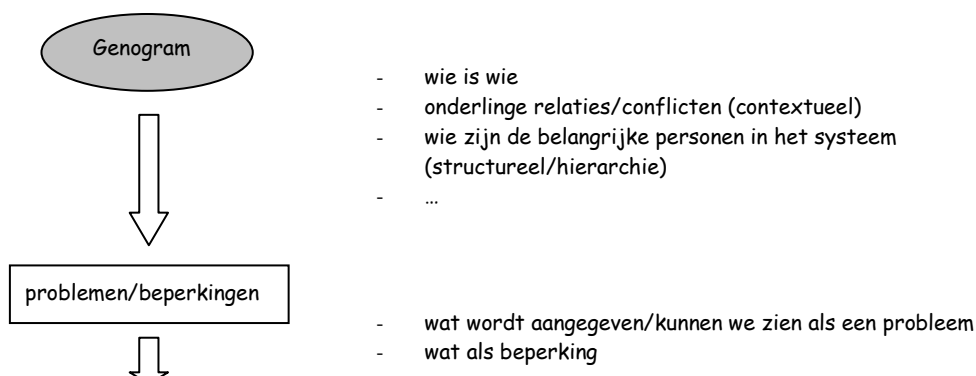 Genogram
- wie is wie
- onderlinge relaties/conflicten (contextueel)
- wie zijn de belangrijke personen in het systeem
(structureel/hierarchie)
- …
problemen/beperkingen
- wat wordt aangegeven/kunnen we zien als een probleem
- wat als beperking